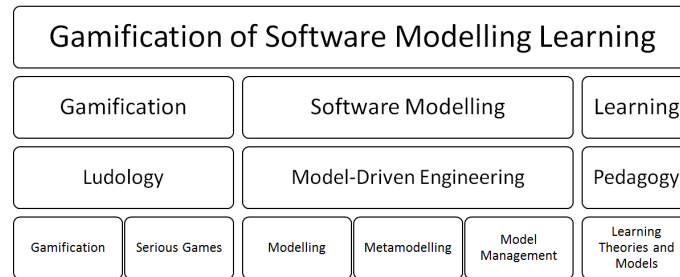 Gamification of Software Modelling Learning
Gamification
Software Modelling
Learning
Ludology
Model-Driven Engineering
Pedagogy
Gamification
Serious Games
Modelling
Metamodelling
Model
Management
Learning
Theories and
Models